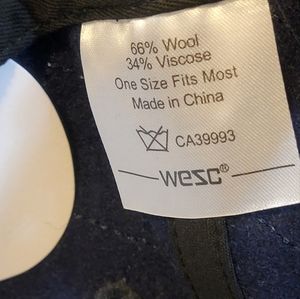 66% Wool
34% Viscose
One Size Fits Most
Made in China
CA39993
wesc®